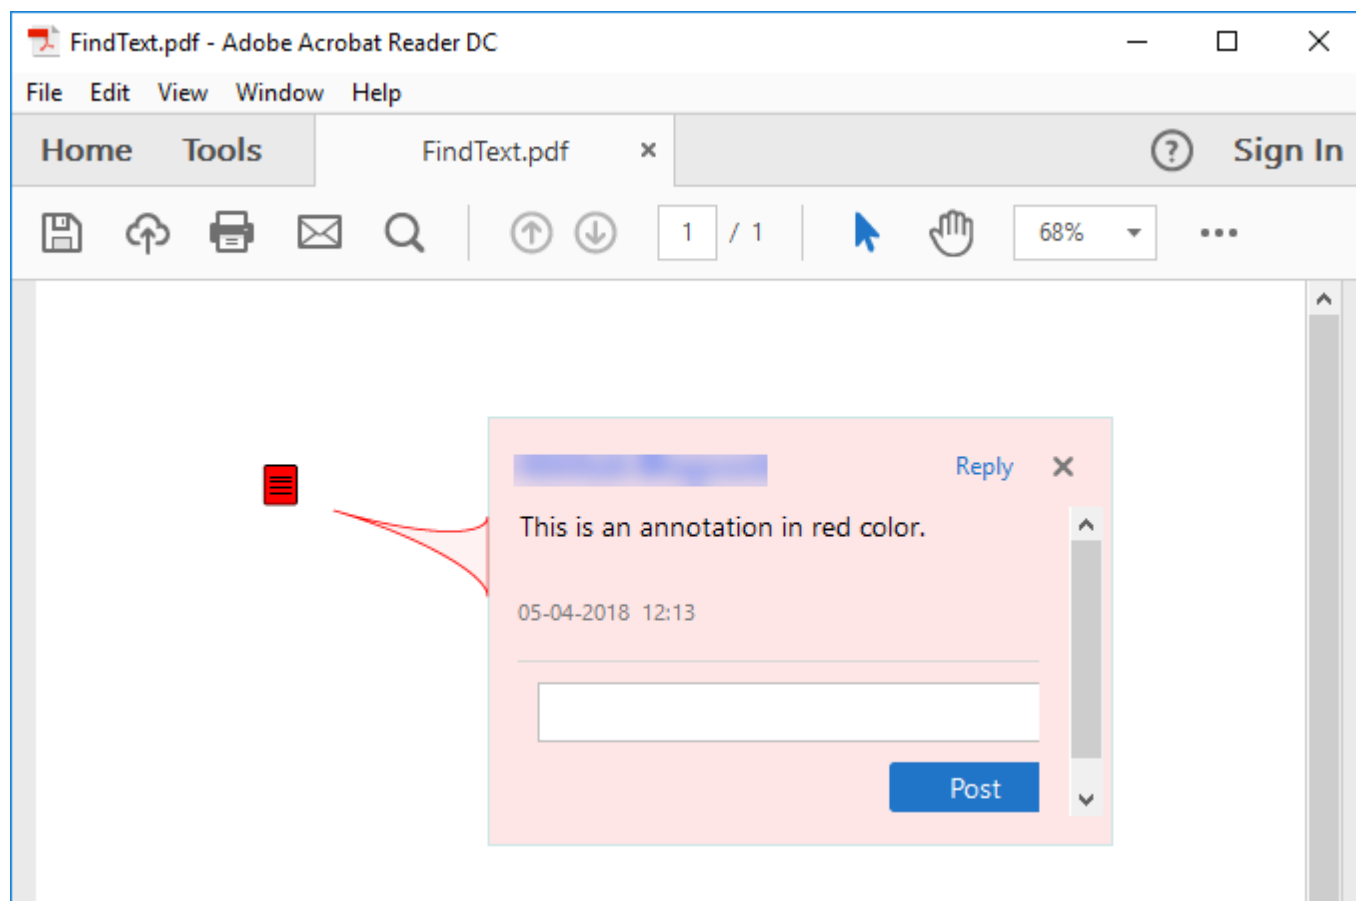 FindText.pdf - Adobe Acrobat Reader DC
File Edit View Window Help
Home Tools FindText.pdf × ? Sign In
1 / 1 68%
Reply
This is an annotation in red color.
05-04-2018 12:13
Post